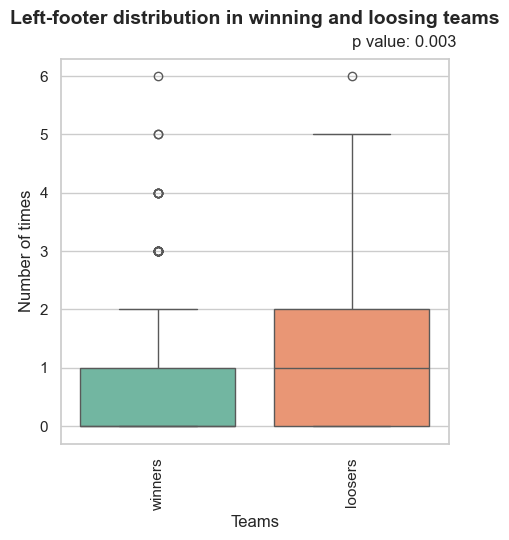 Left-footer distribution in winning and loosing teams
p value: 0.003
6
5
4
3
2
1
0
Number of times
winners
loosers
Teams